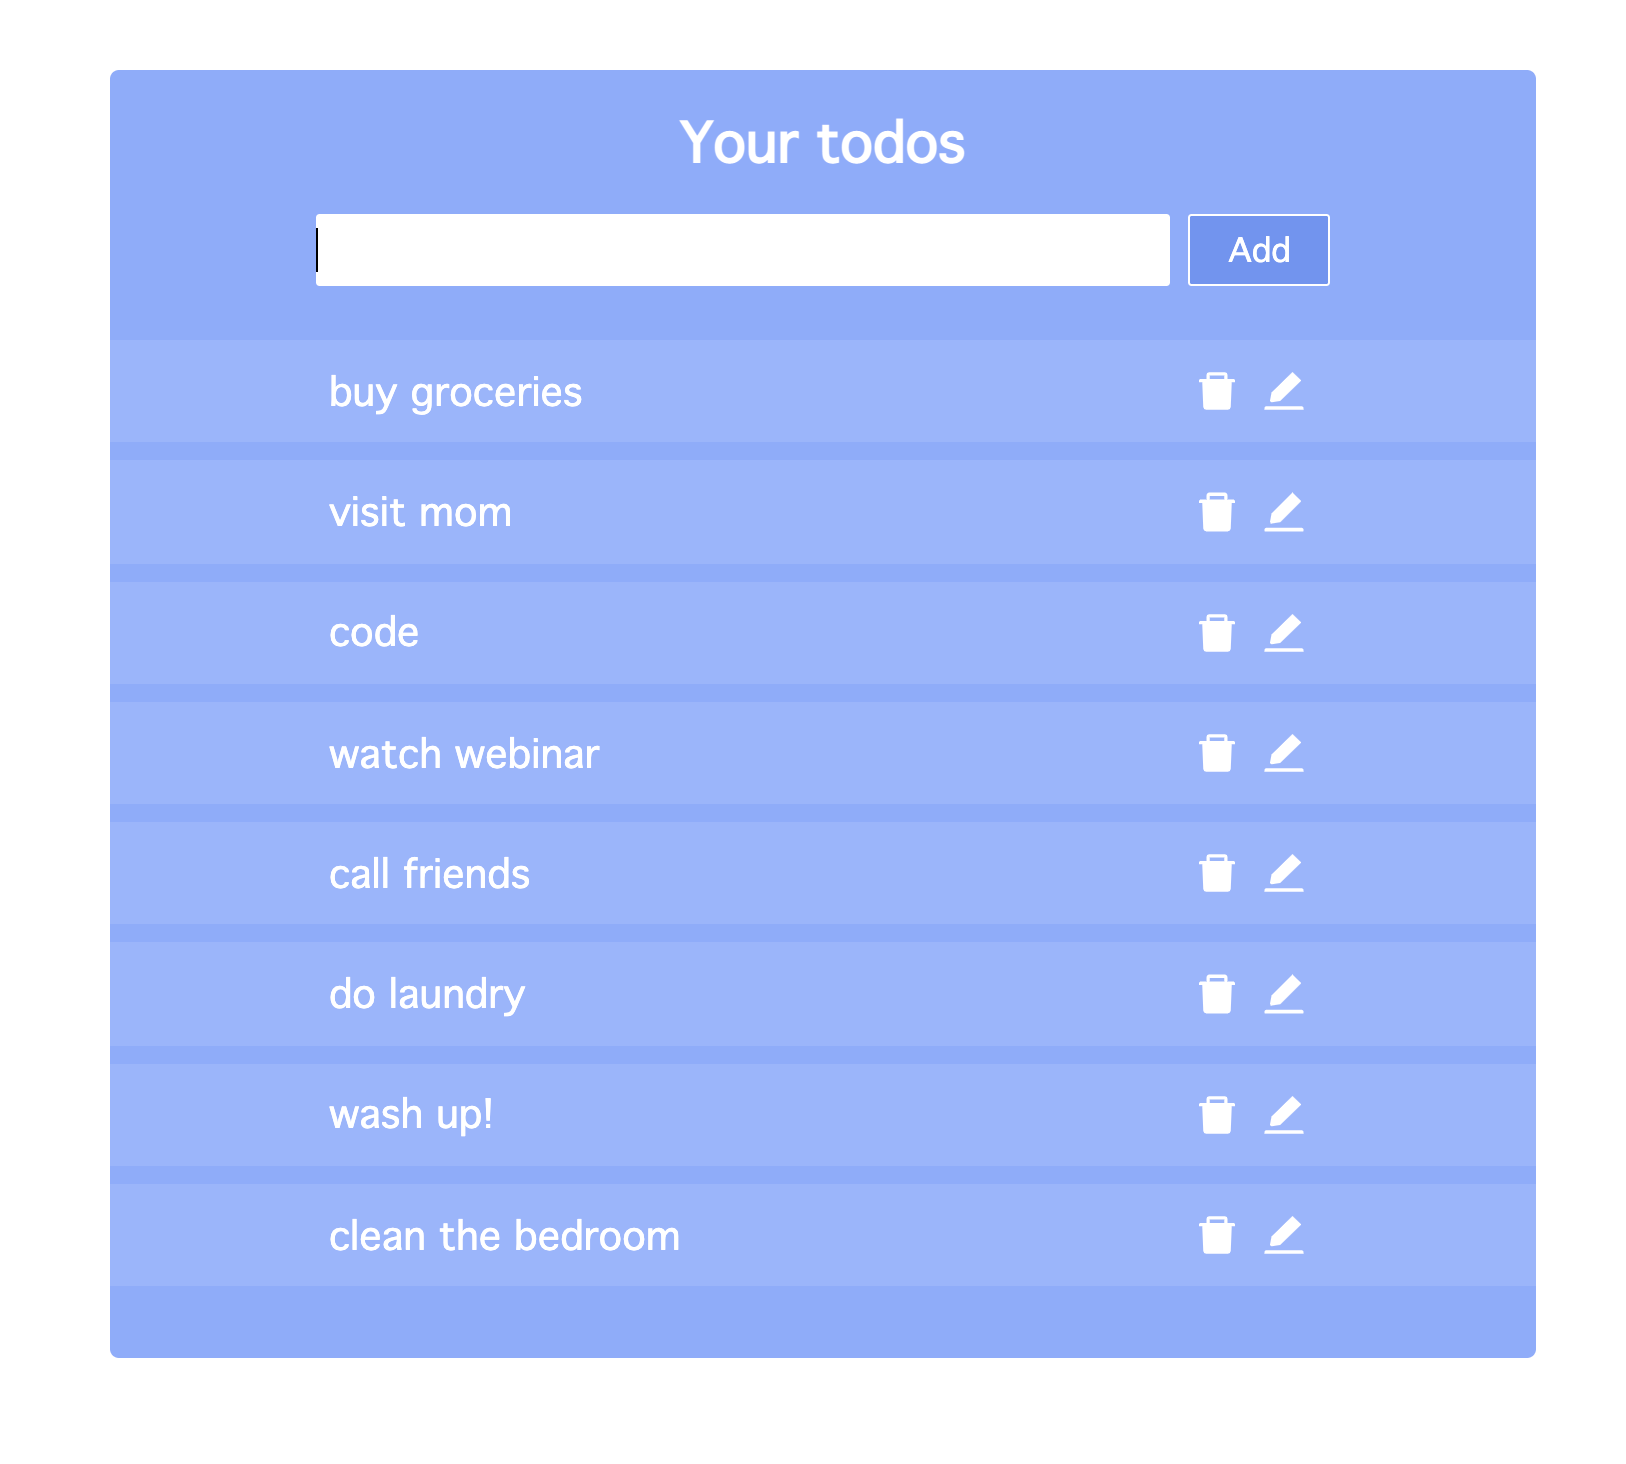 Your todos
Add
buy groceries
visit mom
code
watch webinar
call friends
do laundry
wash up!
clean the bedroom